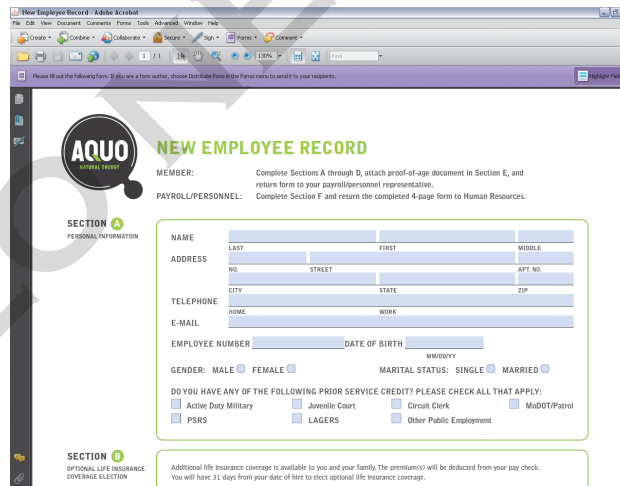 New Employee Record - Adobe Acrobat
File Edit View Document Comments Forms Tools Advanced Window Help
Create Combine Collaborate Secure Sign Forms Comment
1 / 1 130% Find
Please fill out the following form. If you are a form author, choose Distribute Form in the Forms menu to send it to your recipients. Highlight
AQUO
NATURAL ENERGY
NEW EMPLOYEE RECORD
MEMBER: Complete Sections A through D, attach proof-of-age document in Section E, and
return form to your payroll/personnel representative.
PAYROLL/PERSONNEL: Complete Section F and return the completed 4-page form to Human Resources.
SECTION A
PERSONAL INFORMATION
NAME
LAST FIRST MIDDLE
ADDRESS
NO. STREET APT. NO.
CITY STATE ZIP
TELEPHONE
HOME WORK
E-MAIL
EMPLOYEE NUMBER DATE OF BIRTH
MM/DD/YY
GENDER: MALE FEMALE MARITAL STATUS: SINGLE MARRIED
DO YOU HAVE ANY OF THE FOLLOWING PRIOR SERVICE CREDIT? PLEASE CHECK ALL THAT APPLY:
Active Duty Military Juvenile Court Circuit Clerk MoDOT/Patrol
PSRS LAGERS Other Public Employment
SECTION B
OPTIONAL LIFE INSURANCE
COVERAGE ELECTION
Additional life insurance coverage is available to you and your family. The premium(s) will be deducted from your pay check.
You will have 31 days from your date of hire to elect optional life insurance coverage.